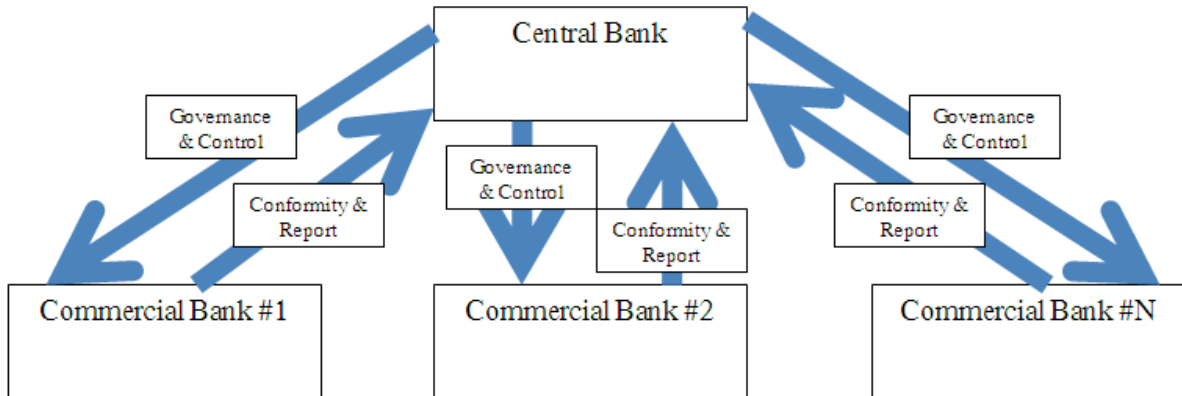 Central Bank
Governance
& Control
Conformity &
Report
Governance
& Control
Conformity &
Report
Governance
& Control
Conformity &
Report
Commercial Bank #1
Commercial Bank #2
Commercial Bank #N